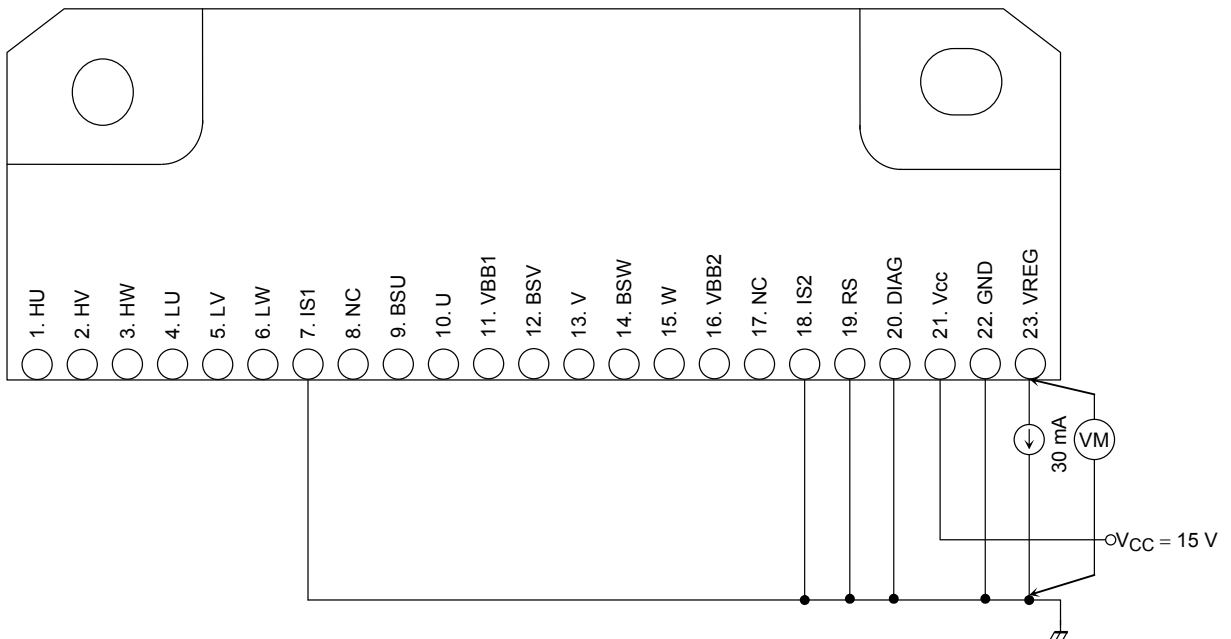 1. HU
2. HV
3. HW
4. LU
5. LV
6. LW
7. IS1
8. NC
9. BSU
10. U
11. VBB1
12. BSV
13. V
14. BSW
15. W
16. VBB2
17. NC
18. IS2
19. RS
20. DIAG
21. Vcc
22. GND
23. VREG
30 mA
VM
VCC = 15 V